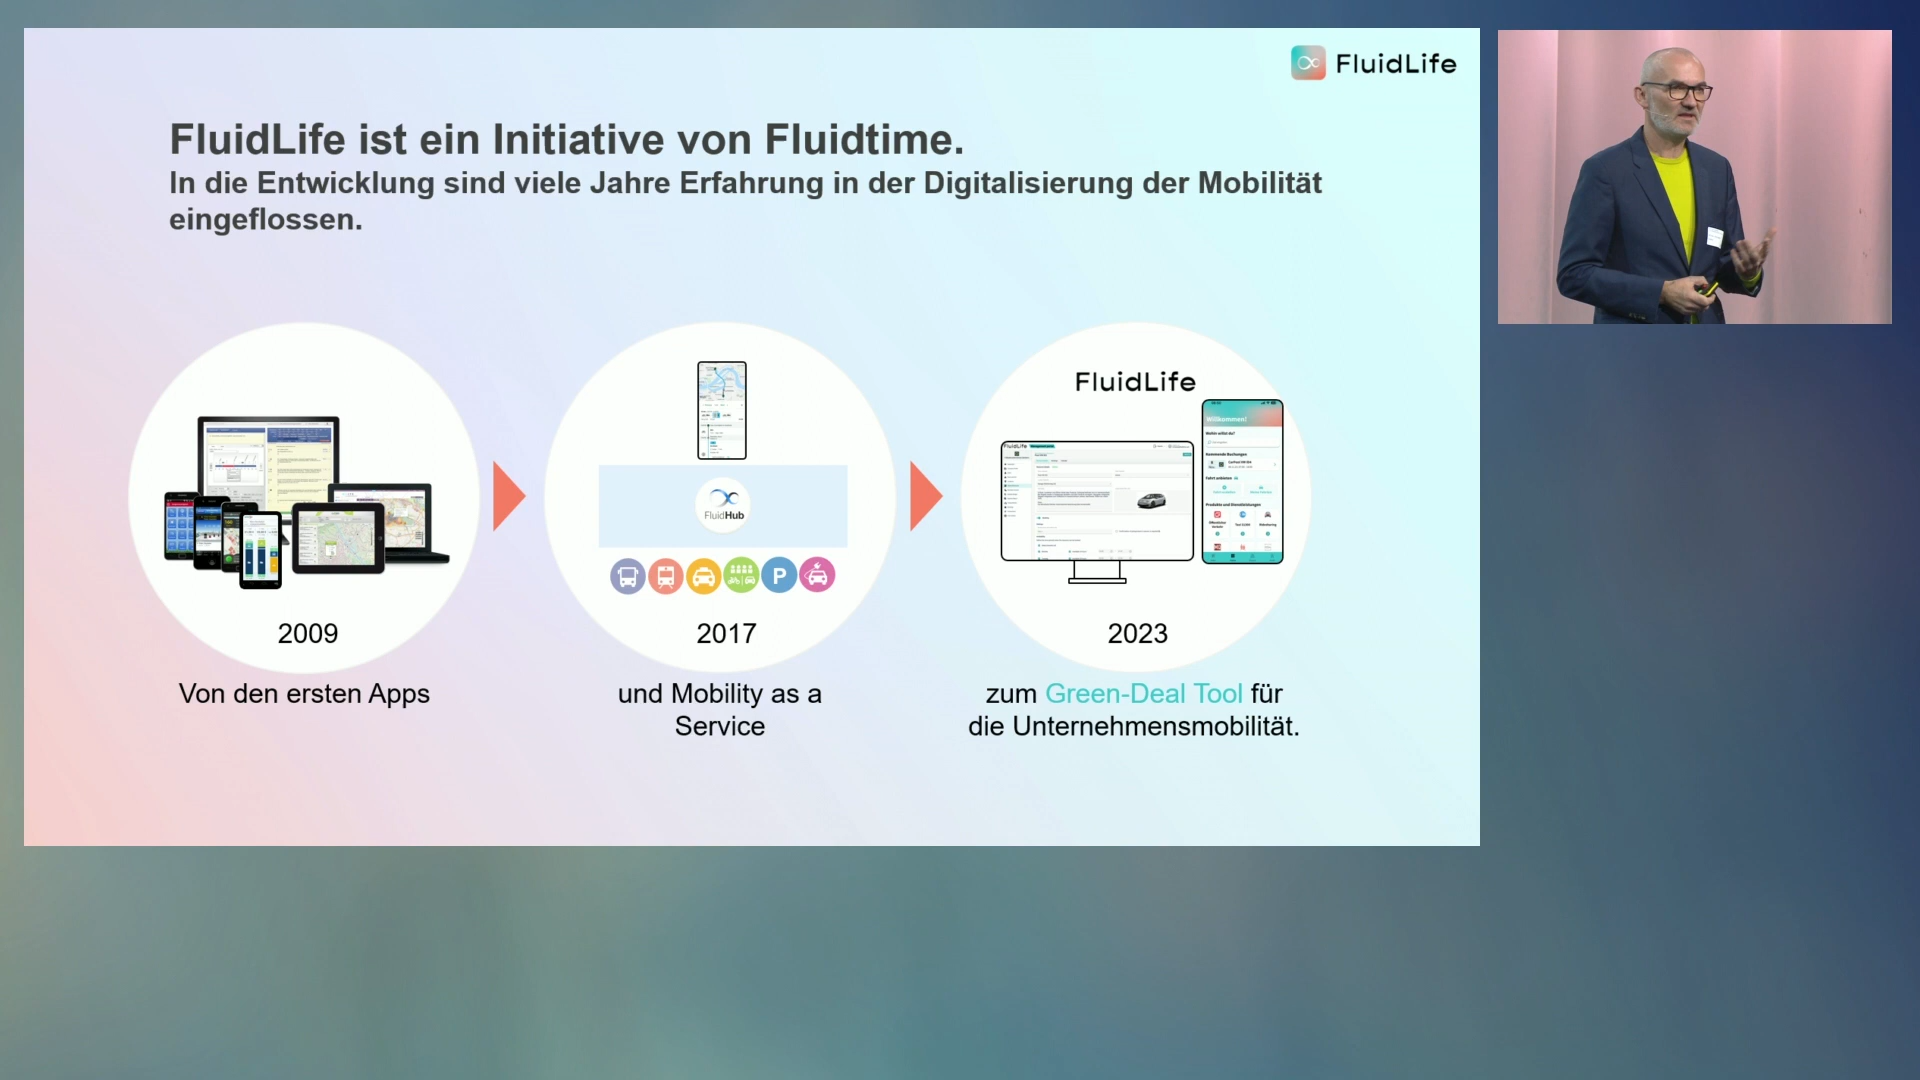 FluidLife
FluidLife ist ein Initiative von Fluidtime.
In die Entwicklung sind viele Jahre Erfahrung in der Digitalisierung der Mobilität
eingeflossen.
FluidLife
FluidLife
Willkommen!
FluidHub
P
2009
2017
2023
Von den ersten Apps
und Mobility as a
Service
zum Green-Deal Tool für
die Unternehmensmobilität.